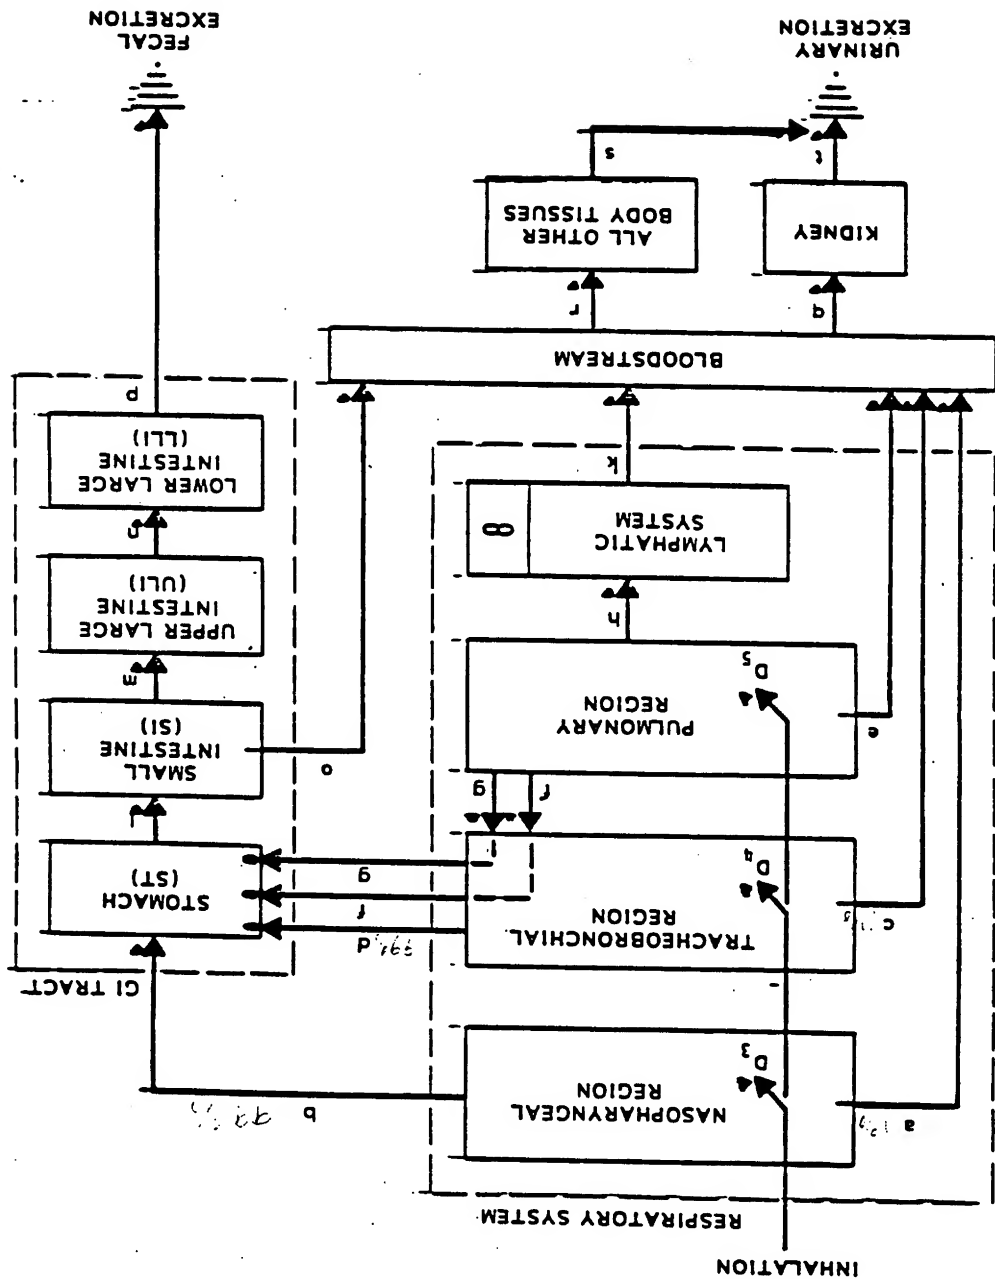 INHALATION
RESPIRATORY SYSTEM
NASOPHARYNGEAL
REGION
D3
a
b
GI TRACT
TRACHEOBRONCHIAL
REGION
D4
c
d
f
g
STOMACH
(ST)
f
g
l
PULMONARY
REGION
D5
e
o
SMALL
INTESTINE
(SI)
h
m
LYMPHATIC
SYSTEM
8
UPPER LARGE
INTESTINE
(ULI)
k
n
LOWER LARGE
INTESTINE
(LLI)
p
BLOODSTREAM
q
r
KIDNEY
ALL OTHER
BODY TISSUES
t
s
URINARY
EXCRETION
FECAL
EXCRETION